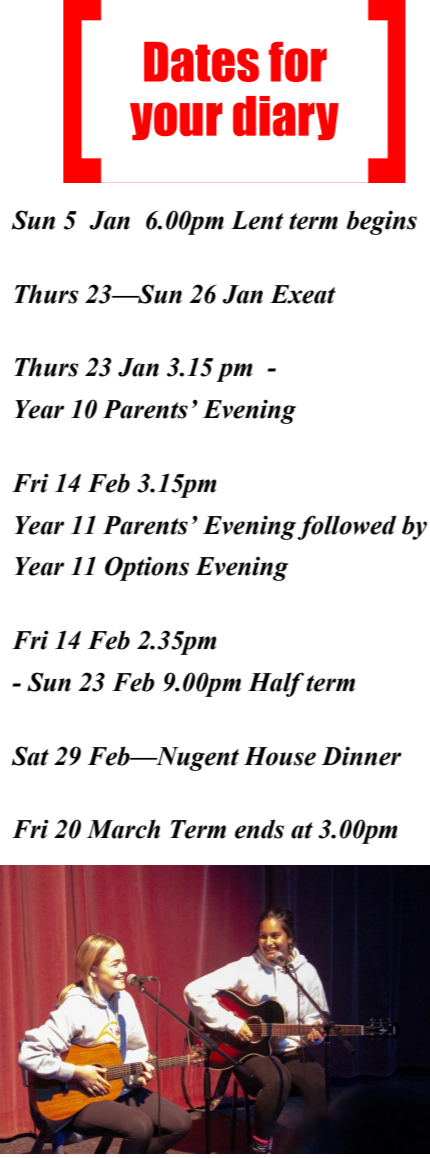 Dates for
your diary
Sun 5 Jan 6.00pm Lent term begins
Thurs 23—Sun 26 Jan Exeat
Thurs 23 Jan 3.15 pm -
Year 10 Parents’ Evening
Fri 14 Feb 3.15pm
Year 11 Parents’ Evening followed by
Year 11 Options Evening
Fri 14 Feb 2.35pm
- Sun 23 Feb 9.00pm Half term
Sat 29 Feb—Nugent House Dinner
Fri 20 March Term ends at 3.00pm